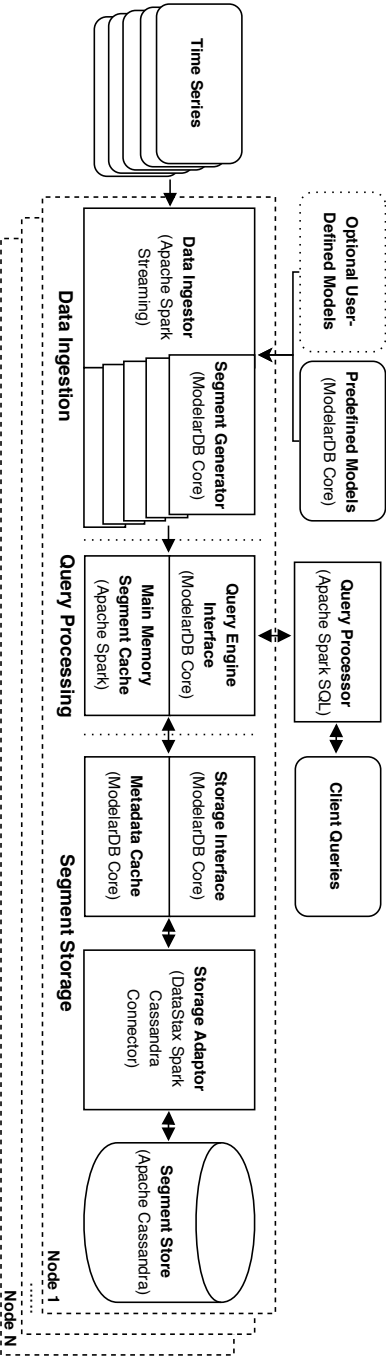 Time Series
Optional User-
Defined Models
Predefined Models
(ModelarDB Core)
Query Processor
(Apache Spark SQL)
Client Queries
Data Ingestor
(Apache Spark
Streaming)
Segment Generator
(ModelarDB Core)
Data Ingestion
Query Engine
Interface
(ModelarDB Core)
Main Memory
Segment Cache
(Apache Spark)
Query Processing
Storage Interface
(ModelarDB Core)
Metadata Cache
(ModelarDB Core)
Storage Adaptor
(DataStax Spark
Cassandra
Connector)
Segment Store
(Apache Cassandra)
Segment Storage
Node 1
......
Node N